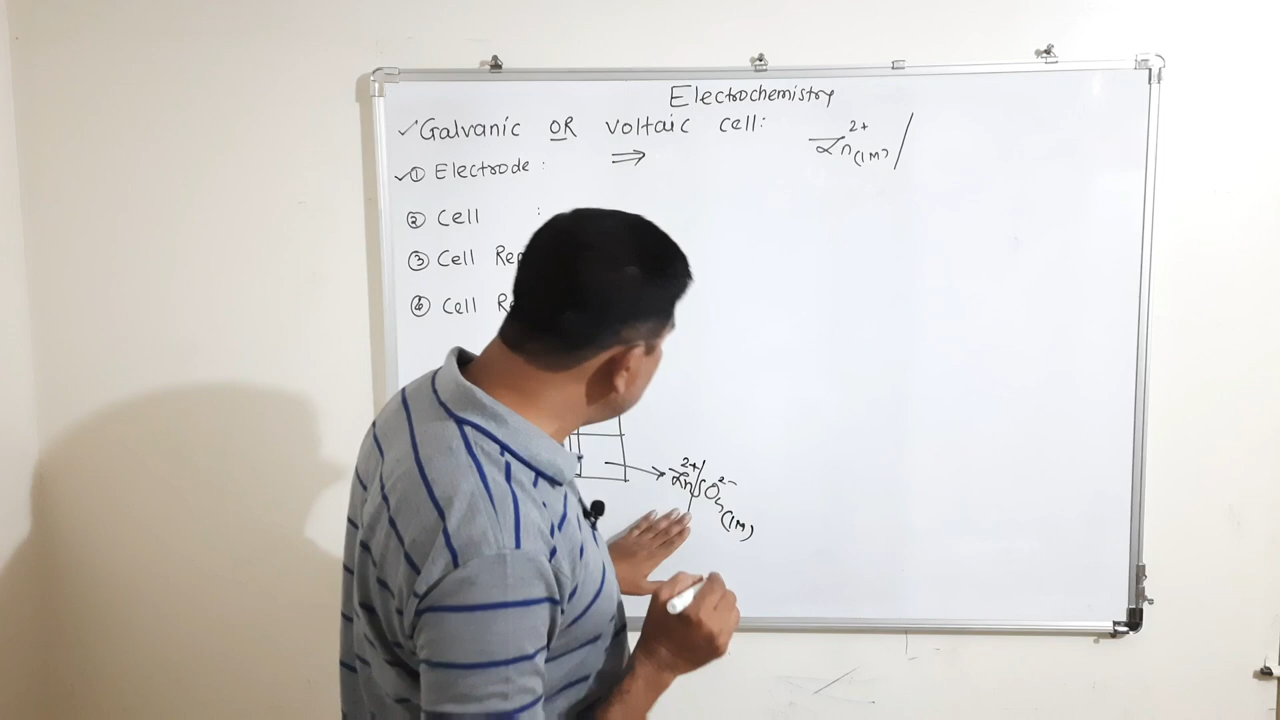 Electrochemistry
✓Galvanic OR Voltaic cell:
Zn²⁺(1M)/
✓① Electrode : ⇒
② Cell :
③ Cell
④ Cell
Zn²⁺/SO₄²⁻(1M)